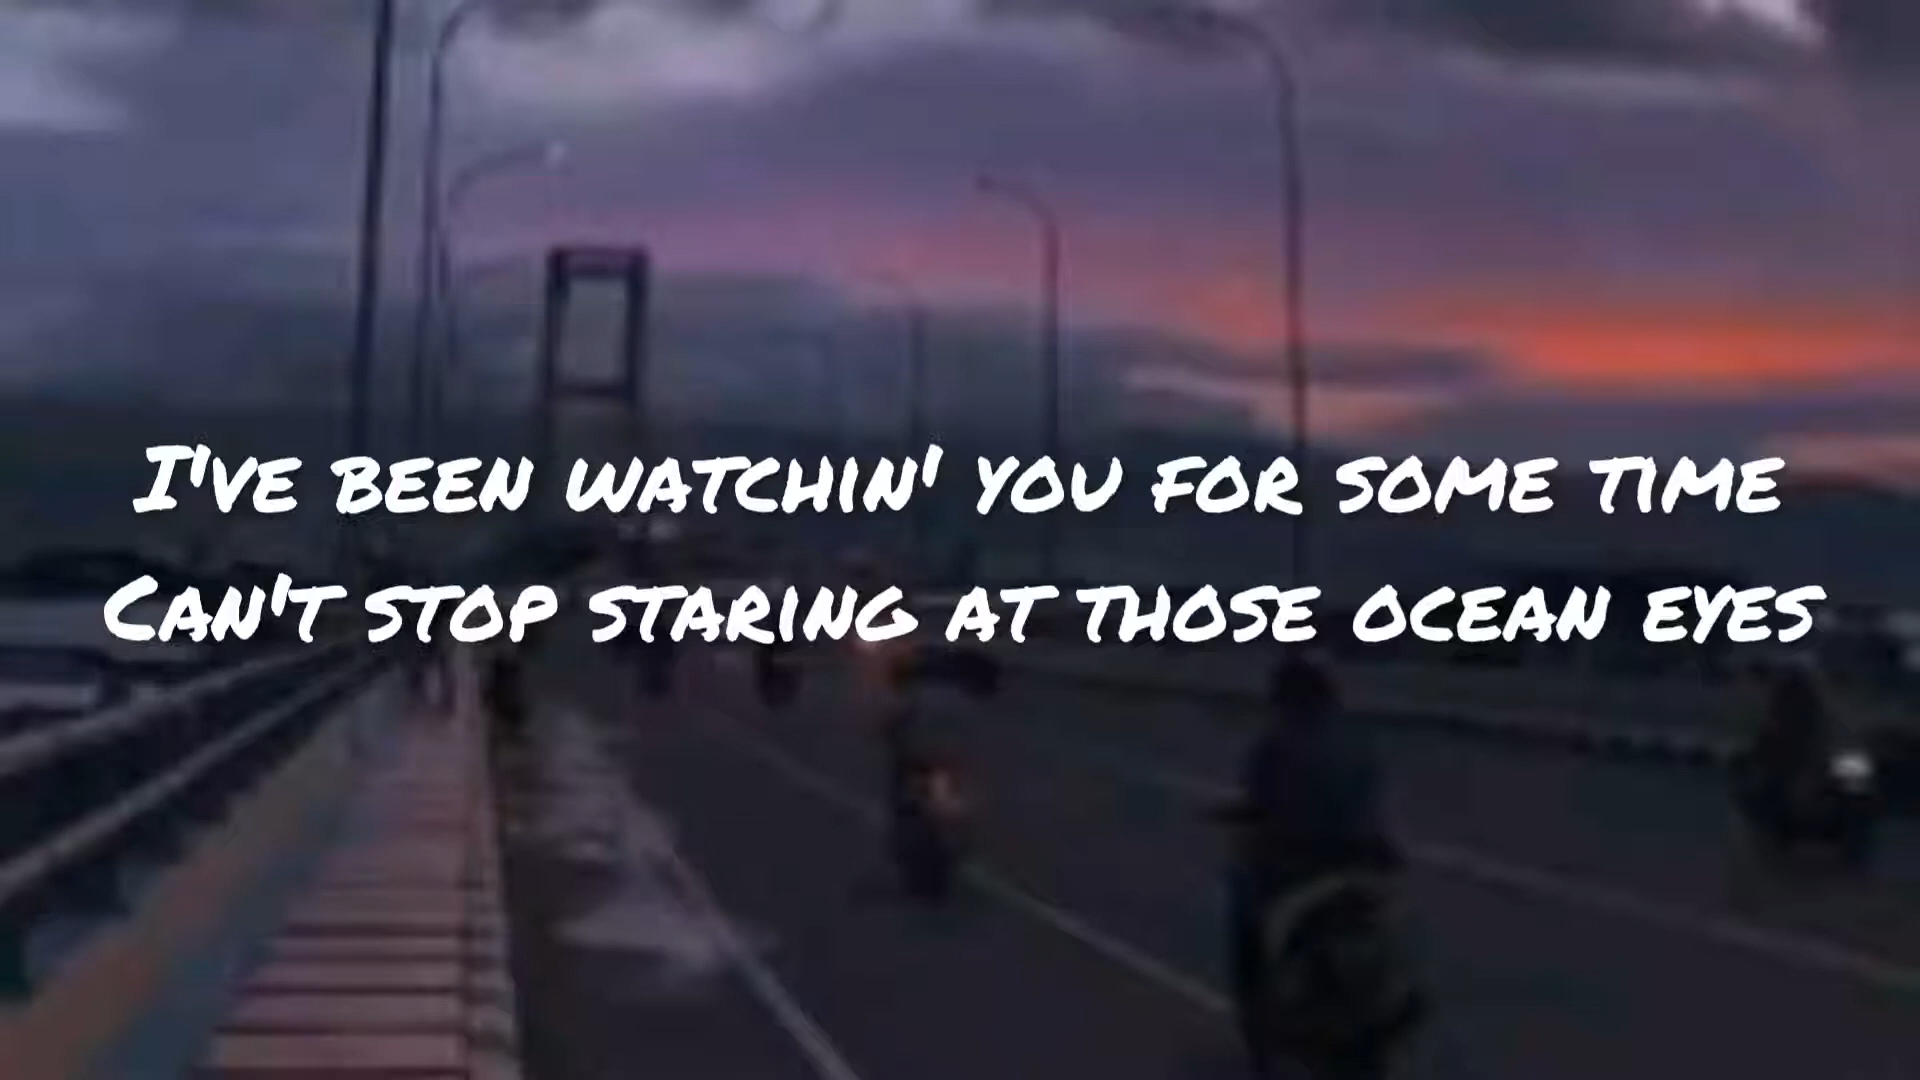 I've been watchin' you for some time
Can't stop staring at those ocean eyes